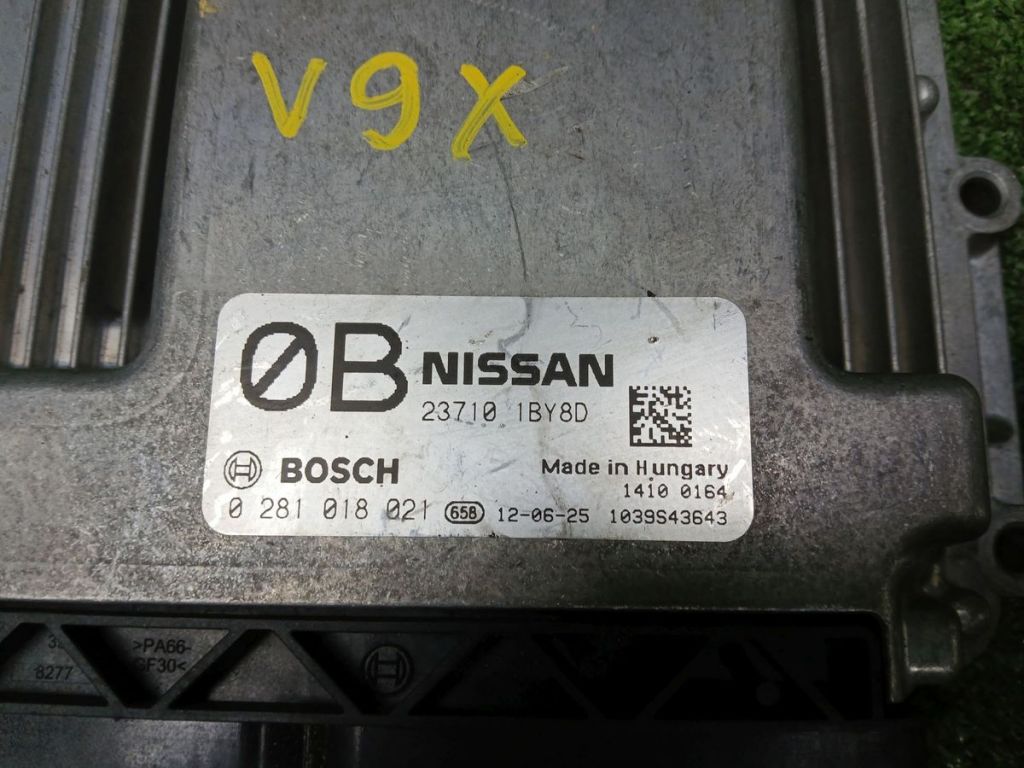 V9X
0B NISSAN
23710 1BY8D
BOSCH
Made in Hungary
1410 0164
0 281 018 021 658 12-06-25 1039S43643
>PA66-
GF30<
8277